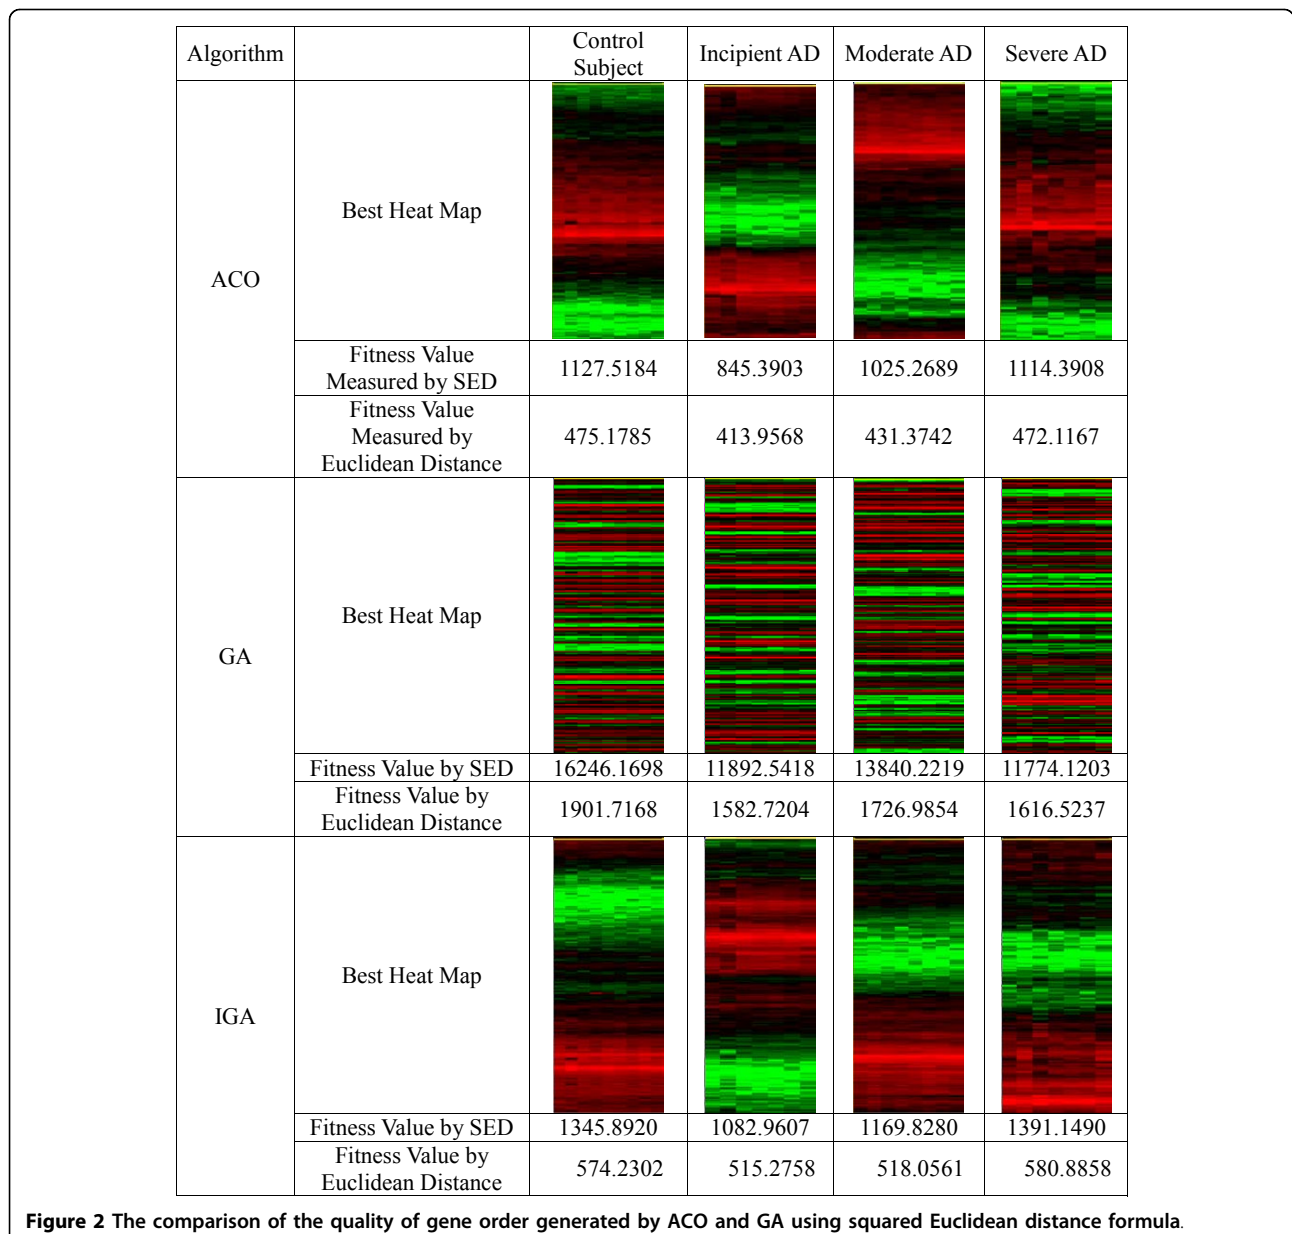 Algorithm
Control
Subject
Incipient AD
Moderate AD
Severe AD
ACO
Best Heat Map
Fitness Value
Measured by SED
1127.5184
845.3903
1025.2689
1114.3908
Fitness Value
Measured by
Euclidean Distance
475.1785
413.9568
431.3742
472.1167
GA
Best Heat Map
Fitness Value by SED
16246.1698
11892.5418
13840.2219
11774.1203
Fitness Value by
Euclidean Distance
1901.7168
1582.7204
1726.9854
1616.5237
IGA
Best Heat Map
Fitness Value by SED
1345.8920
1082.9607
1169.8280
1391.1490
Fitness Value by
Euclidean Distance
574.2302
515.2758
518.0561
580.8858
Figure 2 The comparison of the quality of gene order generated by ACO and GA using squared Euclidean distance formula.